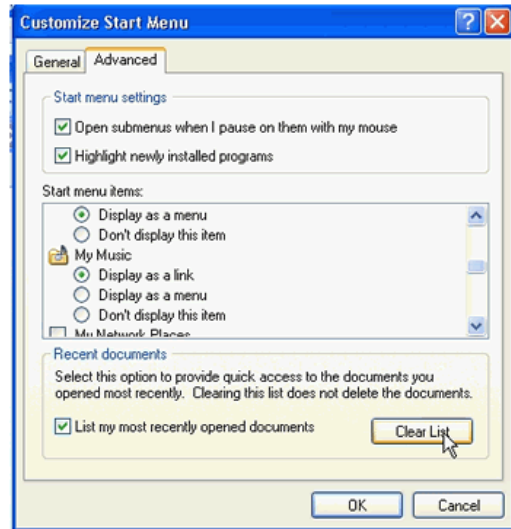 Customize Start Menu
General Advanced
Start menu settings
Open submenus when I pause on them with my mouse
Highlight newly installed programs
Start menu items:
Display as a menu
Don't display this item
My Music
Display as a link
Display as a menu
Don't display this item
My Network Places
Recent documents
Select this option to provide quick access to the documents you
opened most recently. Clearing this list does not delete the documents.
List my most recently opened documents
Clear List
OK Cancel